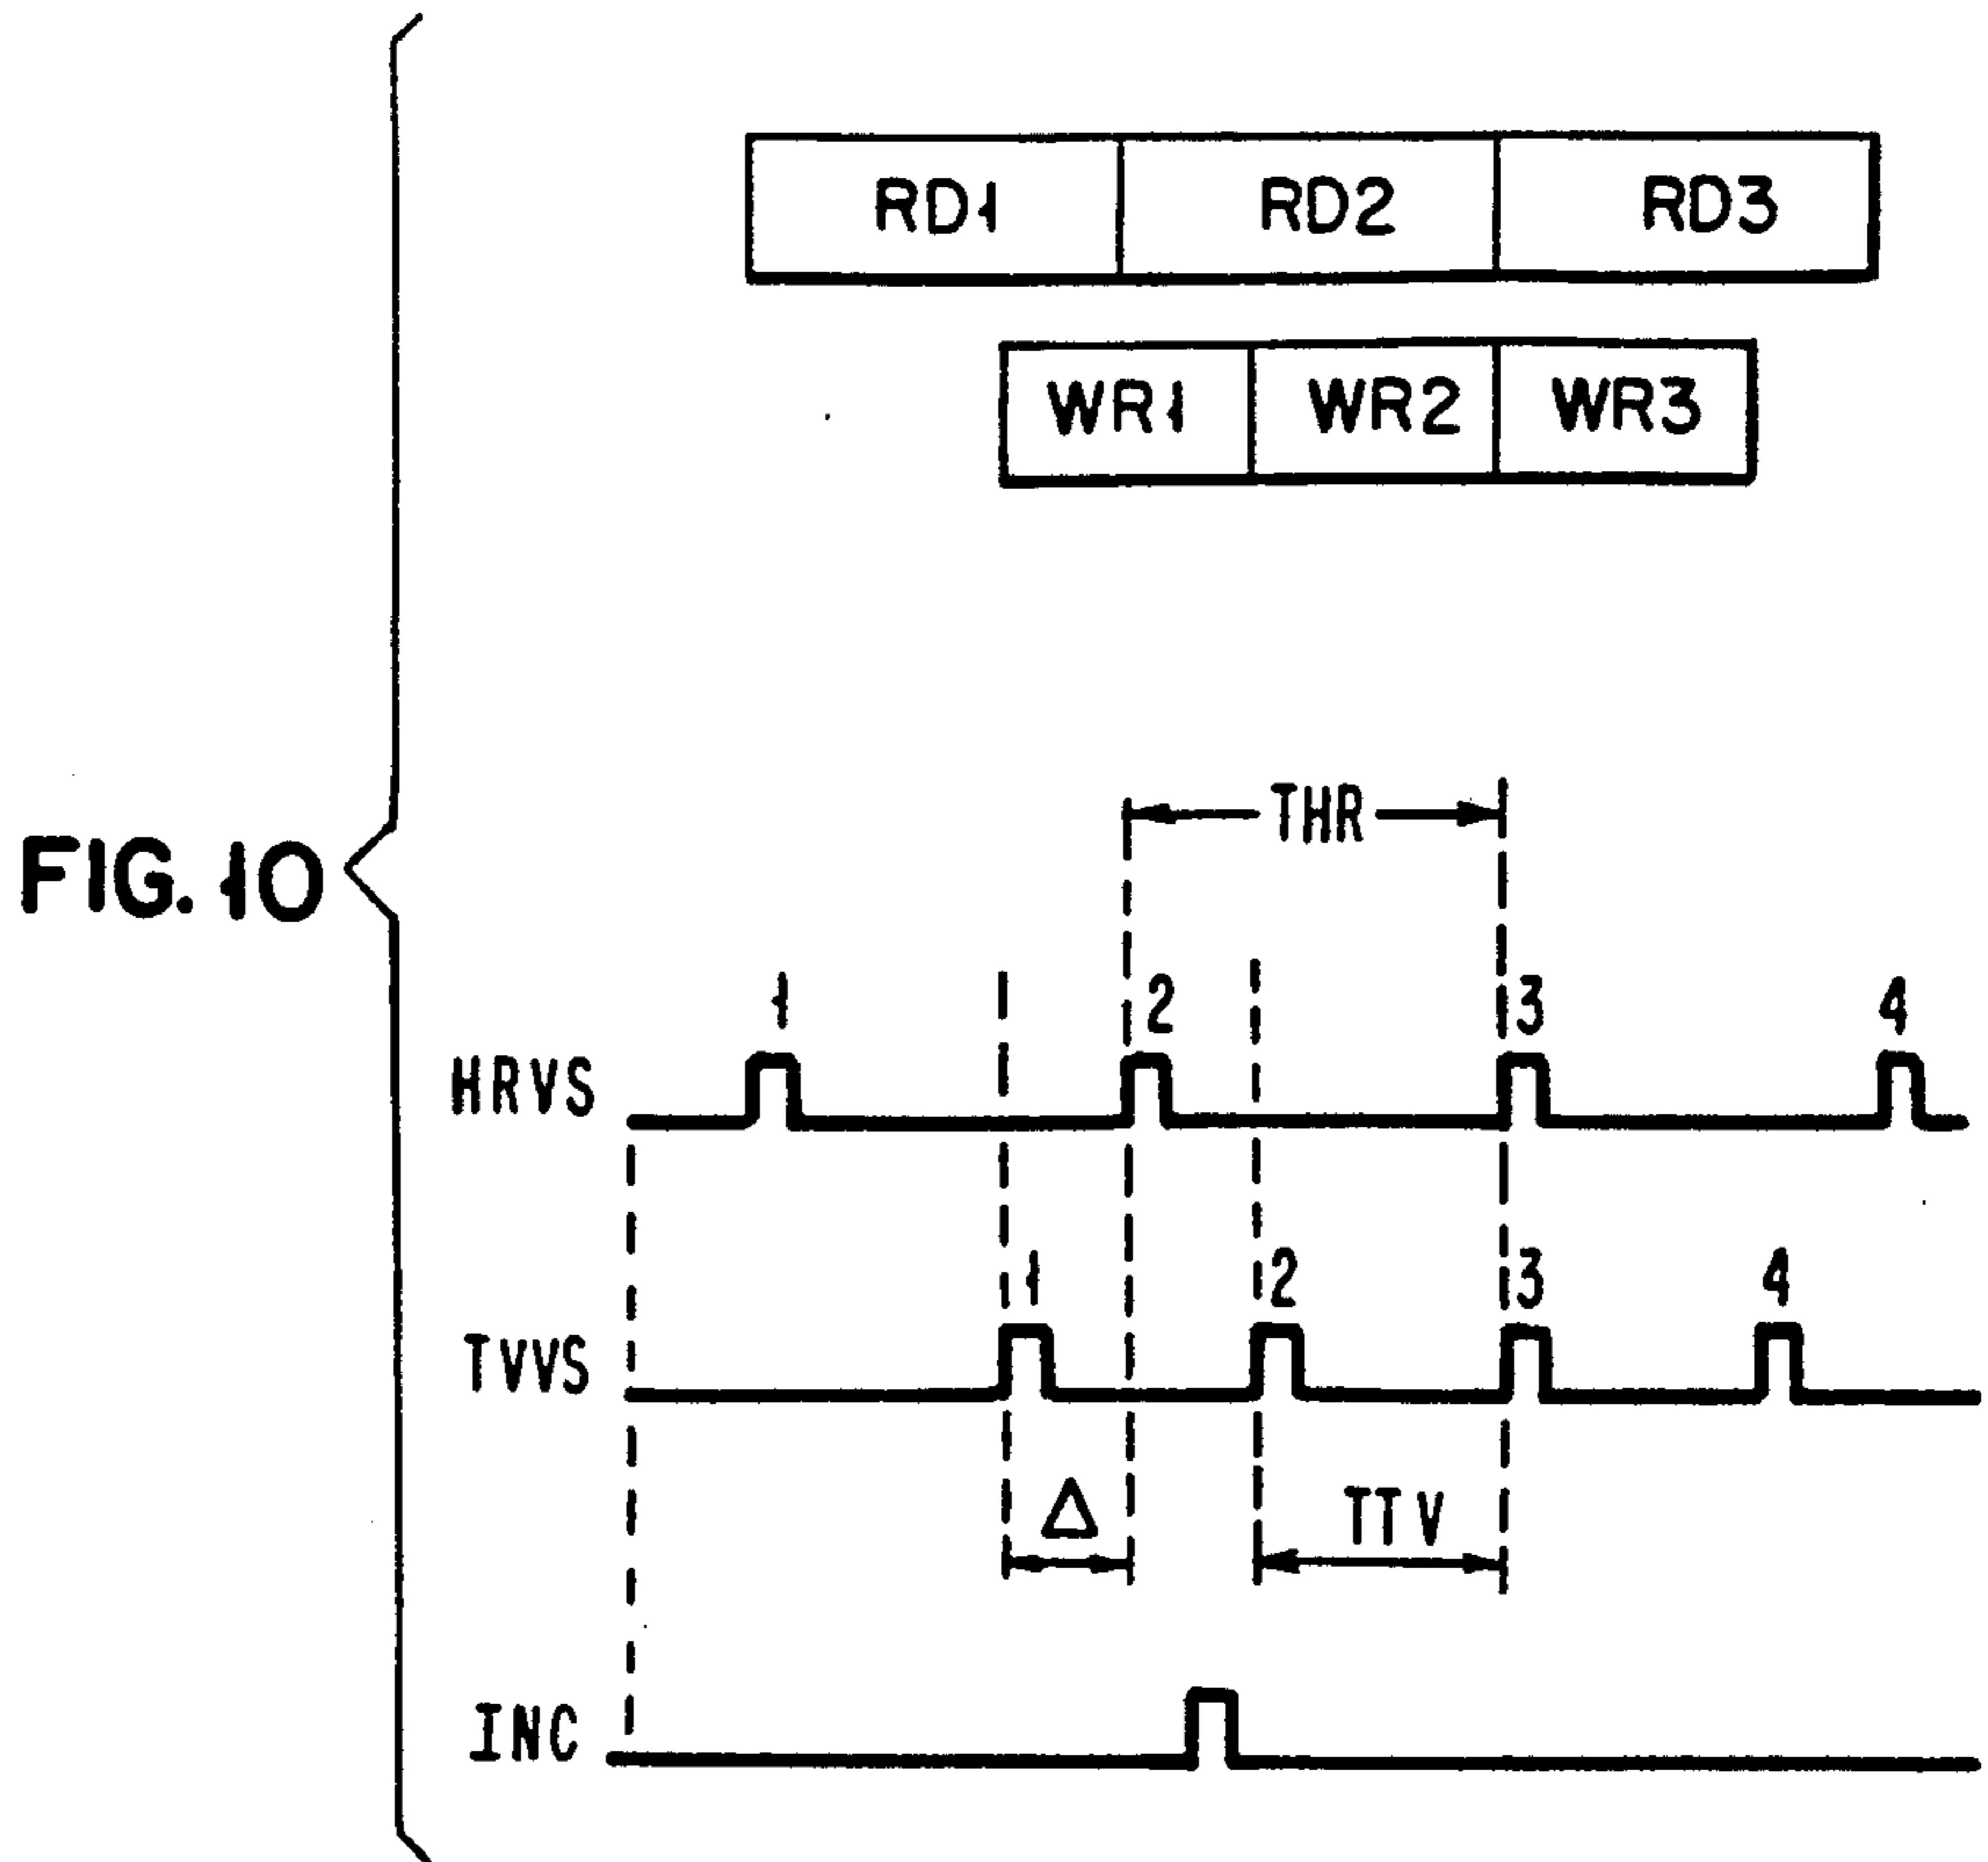 RD1 RD2 RD3
WR1 WR2 WR3
THR
FIG. 10
1 2 3 4
HRVS
1 2 3 4
TVVS
Δ TTV
INC